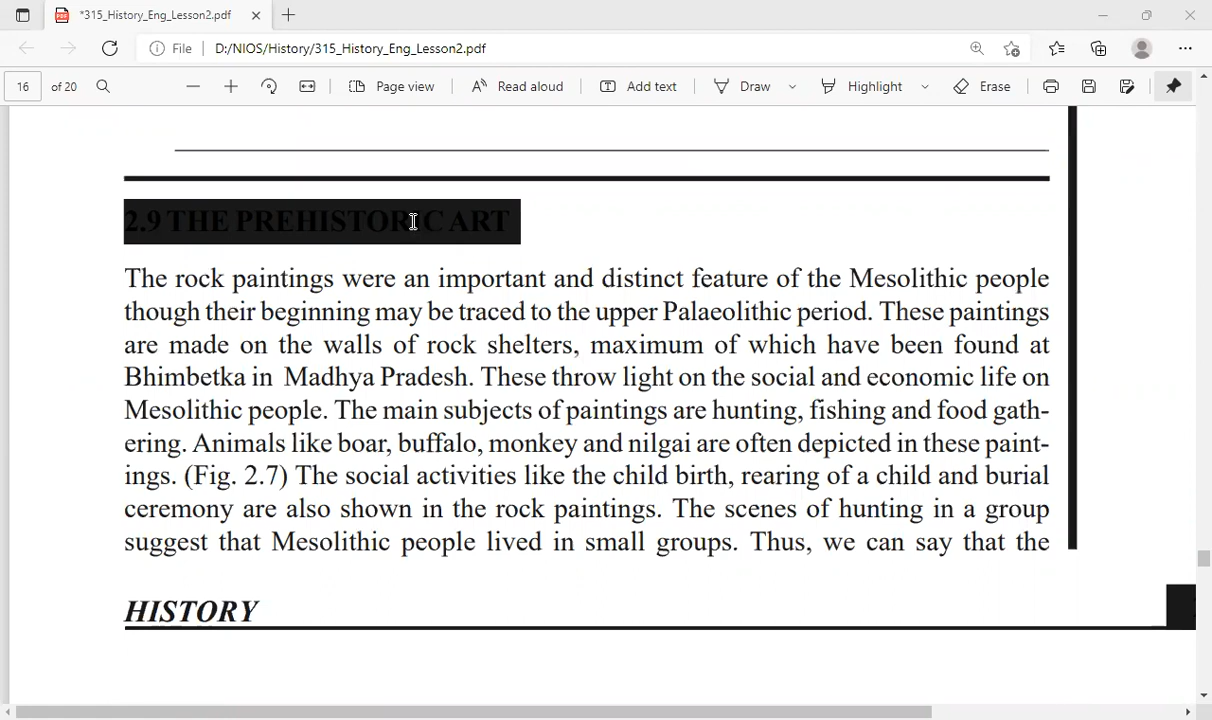 *315_History_Eng_Lesson2.pdf
File D:/NIOS/History/315_History_Eng_Lesson2.pdf
16 of 20 Page view Read aloud Add text Draw Highlight Erase
2.9 THE PREHISTORIC ART
The rock paintings were an important and distinct feature of the Mesolithic people
though their beginning may be traced to the upper Palaeolithic period. These paintings
are made on the walls of rock shelters, maximum of which have been found at
Bhimbetka in Madhya Pradesh. These throw light on the social and economic life on
Mesolithic people. The main subjects of paintings are hunting, fishing and food gath-
ering. Animals like boar, buffalo, monkey and nilgai are often depicted in these paint-
ings. (Fig. 2.7) The social activities like the child birth, rearing of a child and burial
ceremony are also shown in the rock paintings. The scenes of hunting in a group
suggest that Mesolithic people lived in small groups. Thus, we can say that the
HISTORY